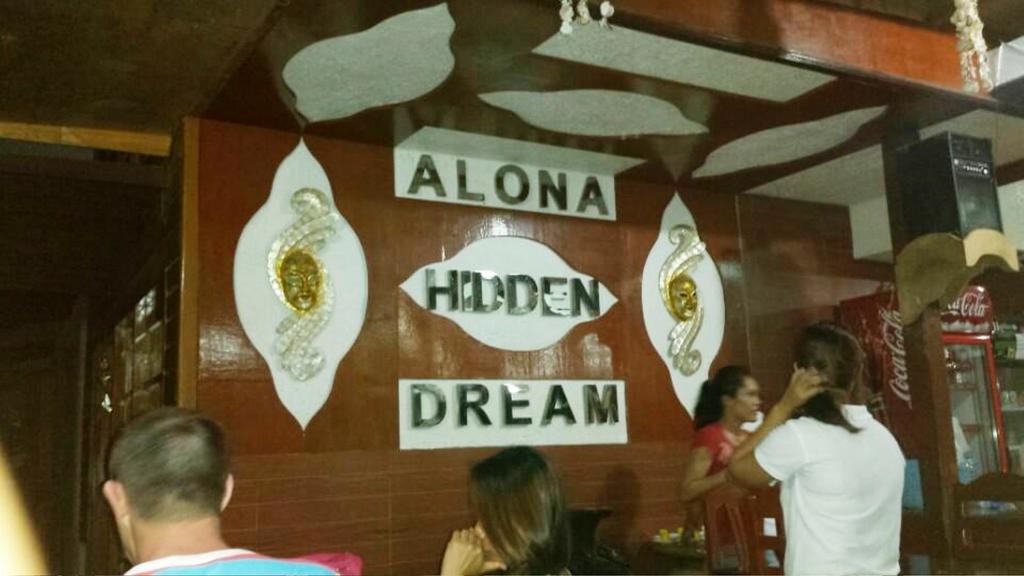 ALONA
HIDDEN
DREAM
Coca-Cola
Coca-Cola